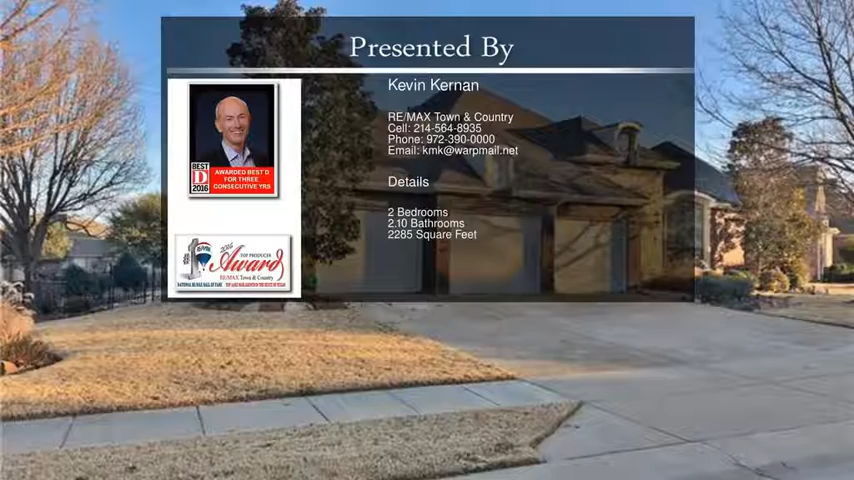 Presented By
Kevin Kernan
RE/MAX Town & Country
Cell: 214-564-8935
Phone: 972-390-0000
Email: kmk@warpmail.net
Details
2 Bedrooms
2.10 Bathrooms
2285 Square Feet
BEST
D
2016
AWARDED BEST D
FOR THREE
CONSECUTIVE YRS
2016
TOP PRODUCER
Award
RE/MAX Town & Country